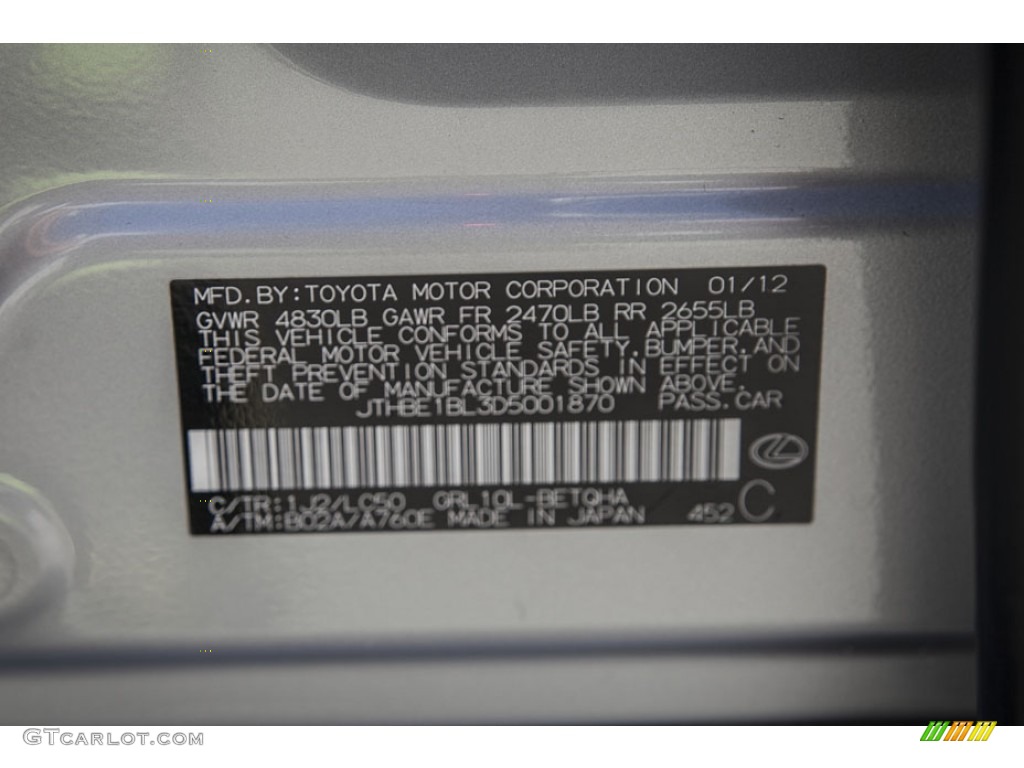 MFD.BY:TOYOTA MOTOR CORPORATION 01/12
GVWR 4830LB GAWR FR 2470LB RR 2655LB
THIS VEHICLE CONFORMS TO ALL APPLICABLE
FEDERAL MOTOR VEHICLE SAFETY,BUMPER,AND
THEFT PREVENTION STANDARDS IN EFFECT ON
THE DATE OF MANUFACTURE SHOWN ABOVE.
JTHBE1BL3D5001870 PASS.CAR
C/TR:1J2/LC50 GRL10L-BETQHA
A/TM:B02A/A760E MADE IN JAPAN 452 C
GTCARLOT.COM